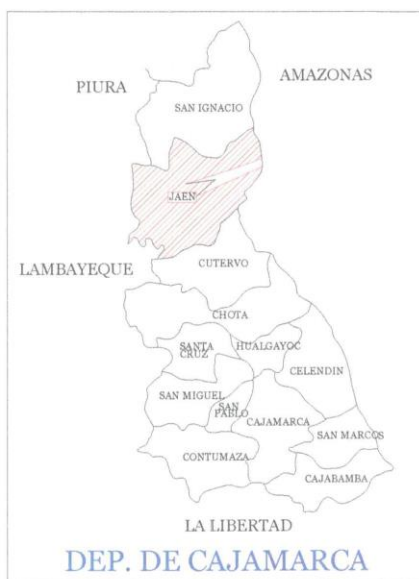 PIURA
AMAZONAS
SAN IGNACIO
JAEN
LAMBAYEQUE
CUTERVO
CHOTA
SANTA
CRUZ
HUALGAYOC
CELENDIN
SAN MIGUEL
SAN
PABLO
CAJAMARCA
SAN MARCOS
CONTUMAZA
CAJABAMBA
LA LIBERTAD
DEP. DE CAJAMARCA